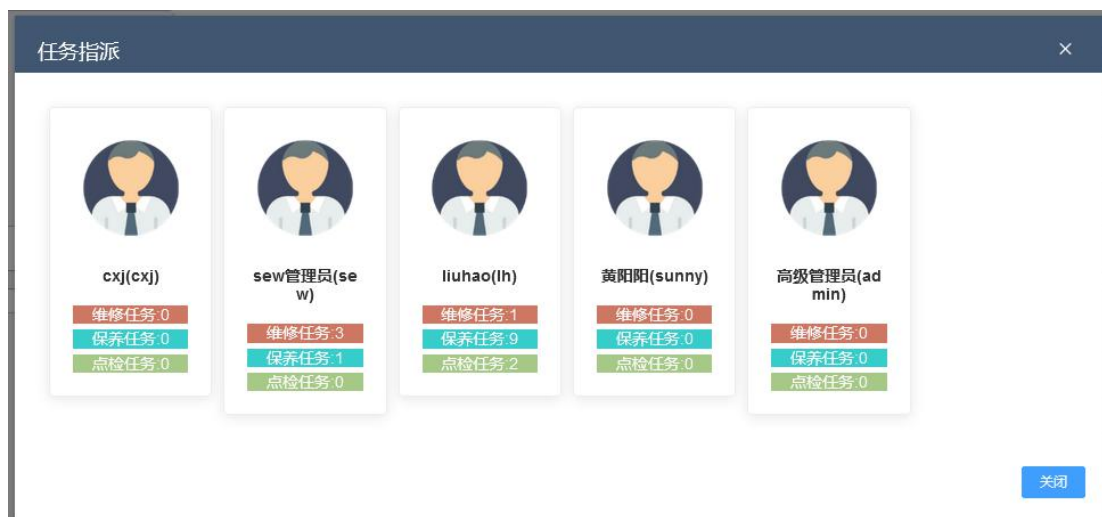 任务指派
cxj(cxj)
维修任务:0
保养任务:0
点检任务:0
sew管理员(se
w)
维修任务:3
保养任务:1
点检任务:0
liuhao(lh)
维修任务:1
保养任务:9
点检任务:2
黄阳阳(sunny)
维修任务:0
保养任务:0
点检任务:0
高级管理员(ad
min)
维修任务:0
保养任务:0
点检任务:0
关闭